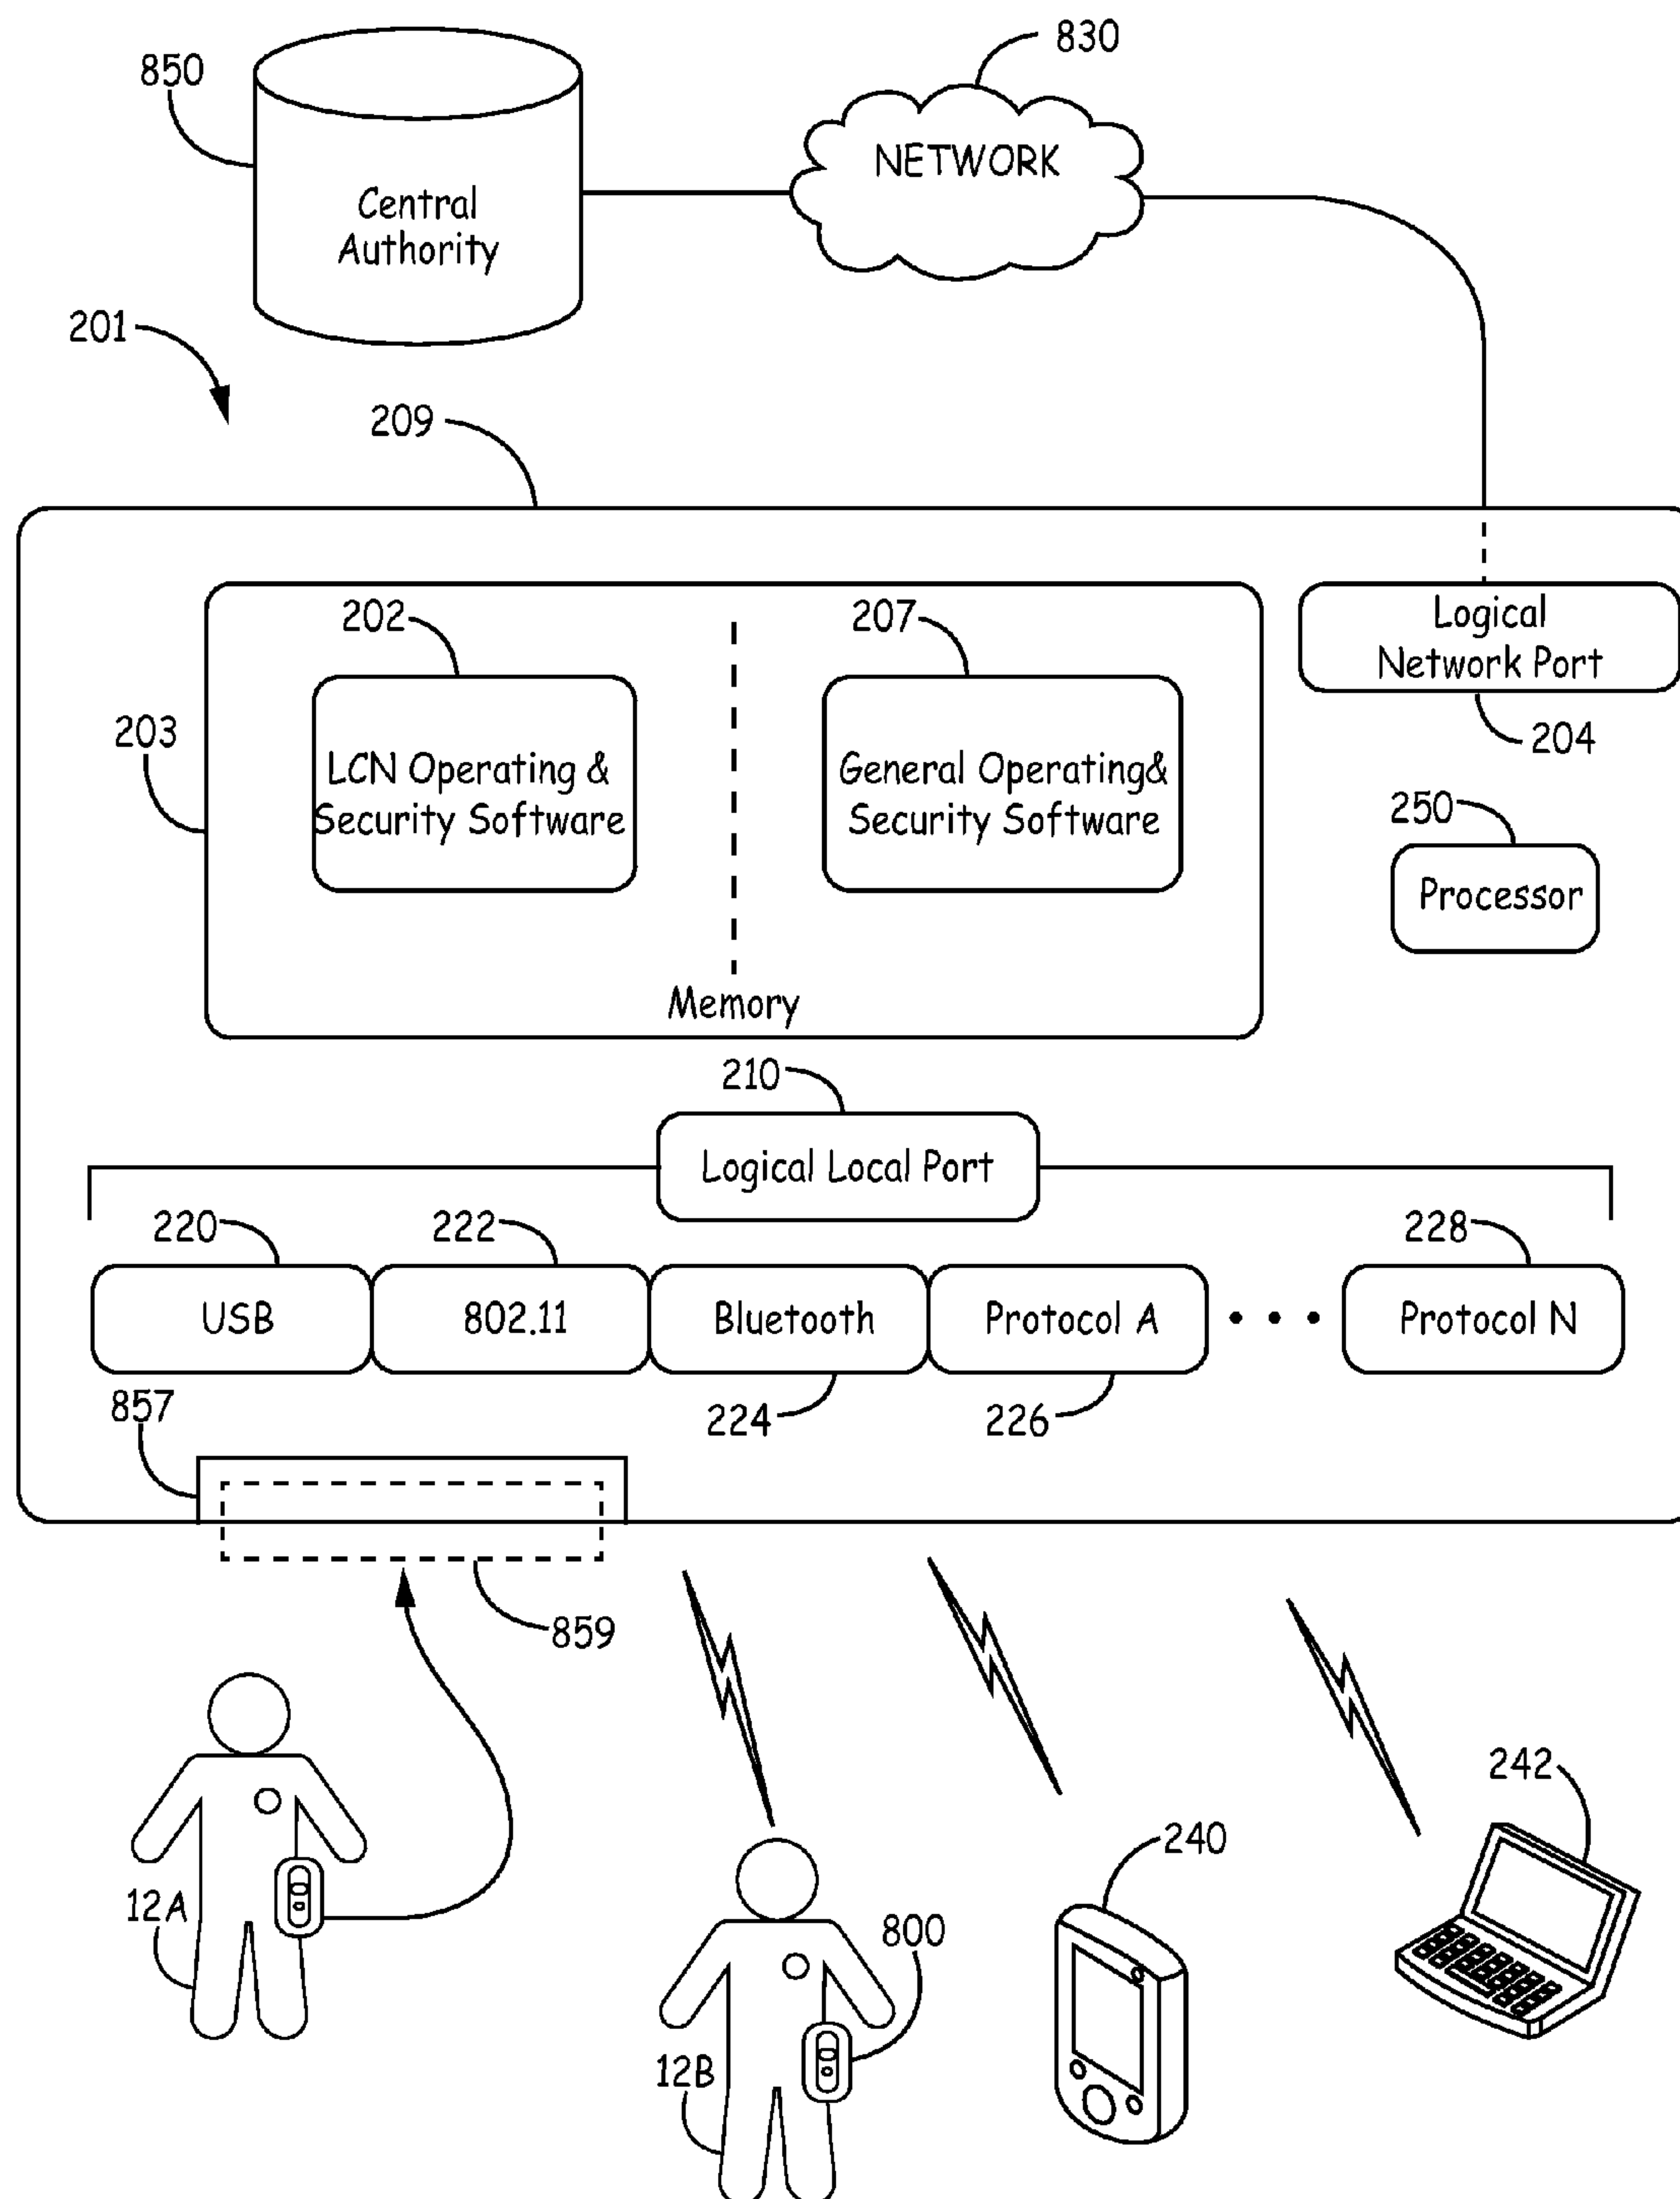 830
850
NETWORK
Central
Authority
201
209
202
207
Logical
Network Port
204
203
LCN Operating &
Security Software
General Operating&
Security Software
250
Processor
Memory
210
Logical Local Port
220
222
228
USB
802.11
Bluetooth
Protocol A
Protocol N
857
224
226
859
242
240
12A
800
12B